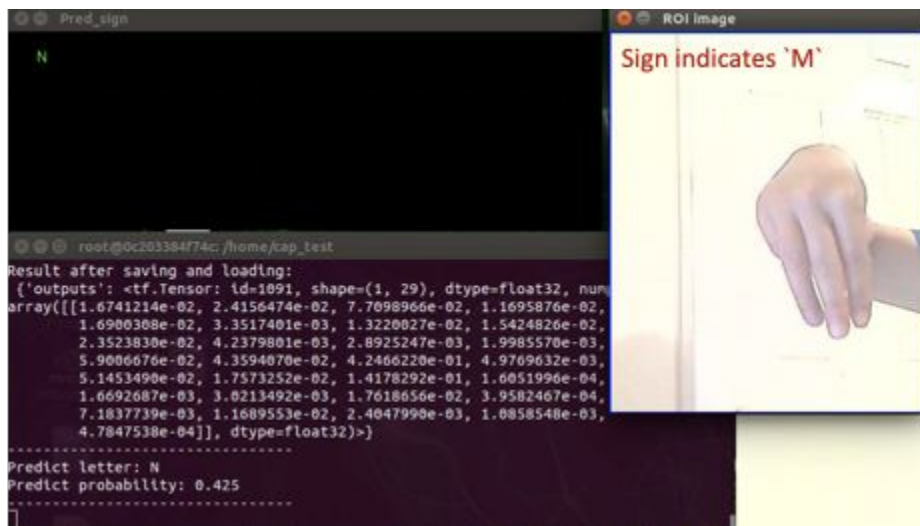 Pred_sign
N
ROI image
Sign indicates `M`
root@0c203384f74c: /home/cap_test
Result after saving and loading:
{'outputs': <tf.Tensor: id=1091, shape=(1, 29), dtype=float32, num
array([[1.6741214e-02, 2.4156474e-02, 7.7098966e-02, 1.1695876e-02,
1.6900308e-02, 3.3517401e-03, 1.3220027e-02, 1.5424826e-02,
2.3523830e-02, 4.2379801e-03, 2.8925247e-03, 1.9985570e-03,
5.9006676e-02, 4.3594070e-02, 4.2466220e-01, 4.9769632e-03,
5.1453490e-02, 1.7573252e-02, 1.4178292e-01, 1.6051996e-04,
1.6692687e-03, 3.0213492e-03, 1.7618656e-02, 3.9582467e-04,
7.1837739e-03, 1.1689553e-02, 2.4047990e-03, 1.0858548e-03,
4.7847538e-04]], dtype=float32)>}
--------------------------------
Predict letter: N
Predict probability: 0.425
--------------------------------